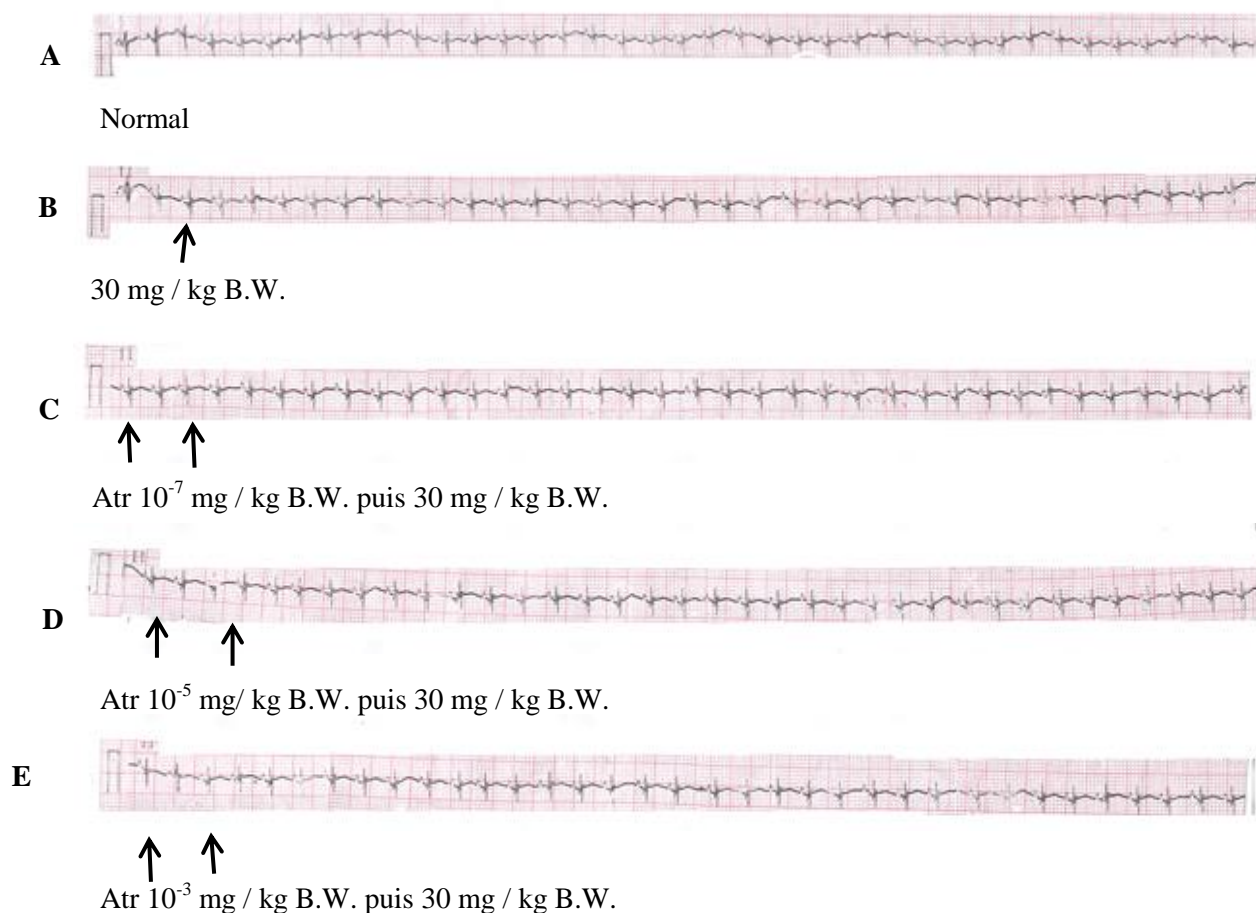 A
Normal
B
30 mg / kg B.W.
C
Atr 10⁻⁷ mg / kg B.W. puis 30 mg / kg B.W.
D
Atr 10⁻⁵ mg/ kg B.W. puis 30 mg / kg B.W.
E
Atr 10⁻³ mg / kg B.W. puis 30 mg / kg B.W.